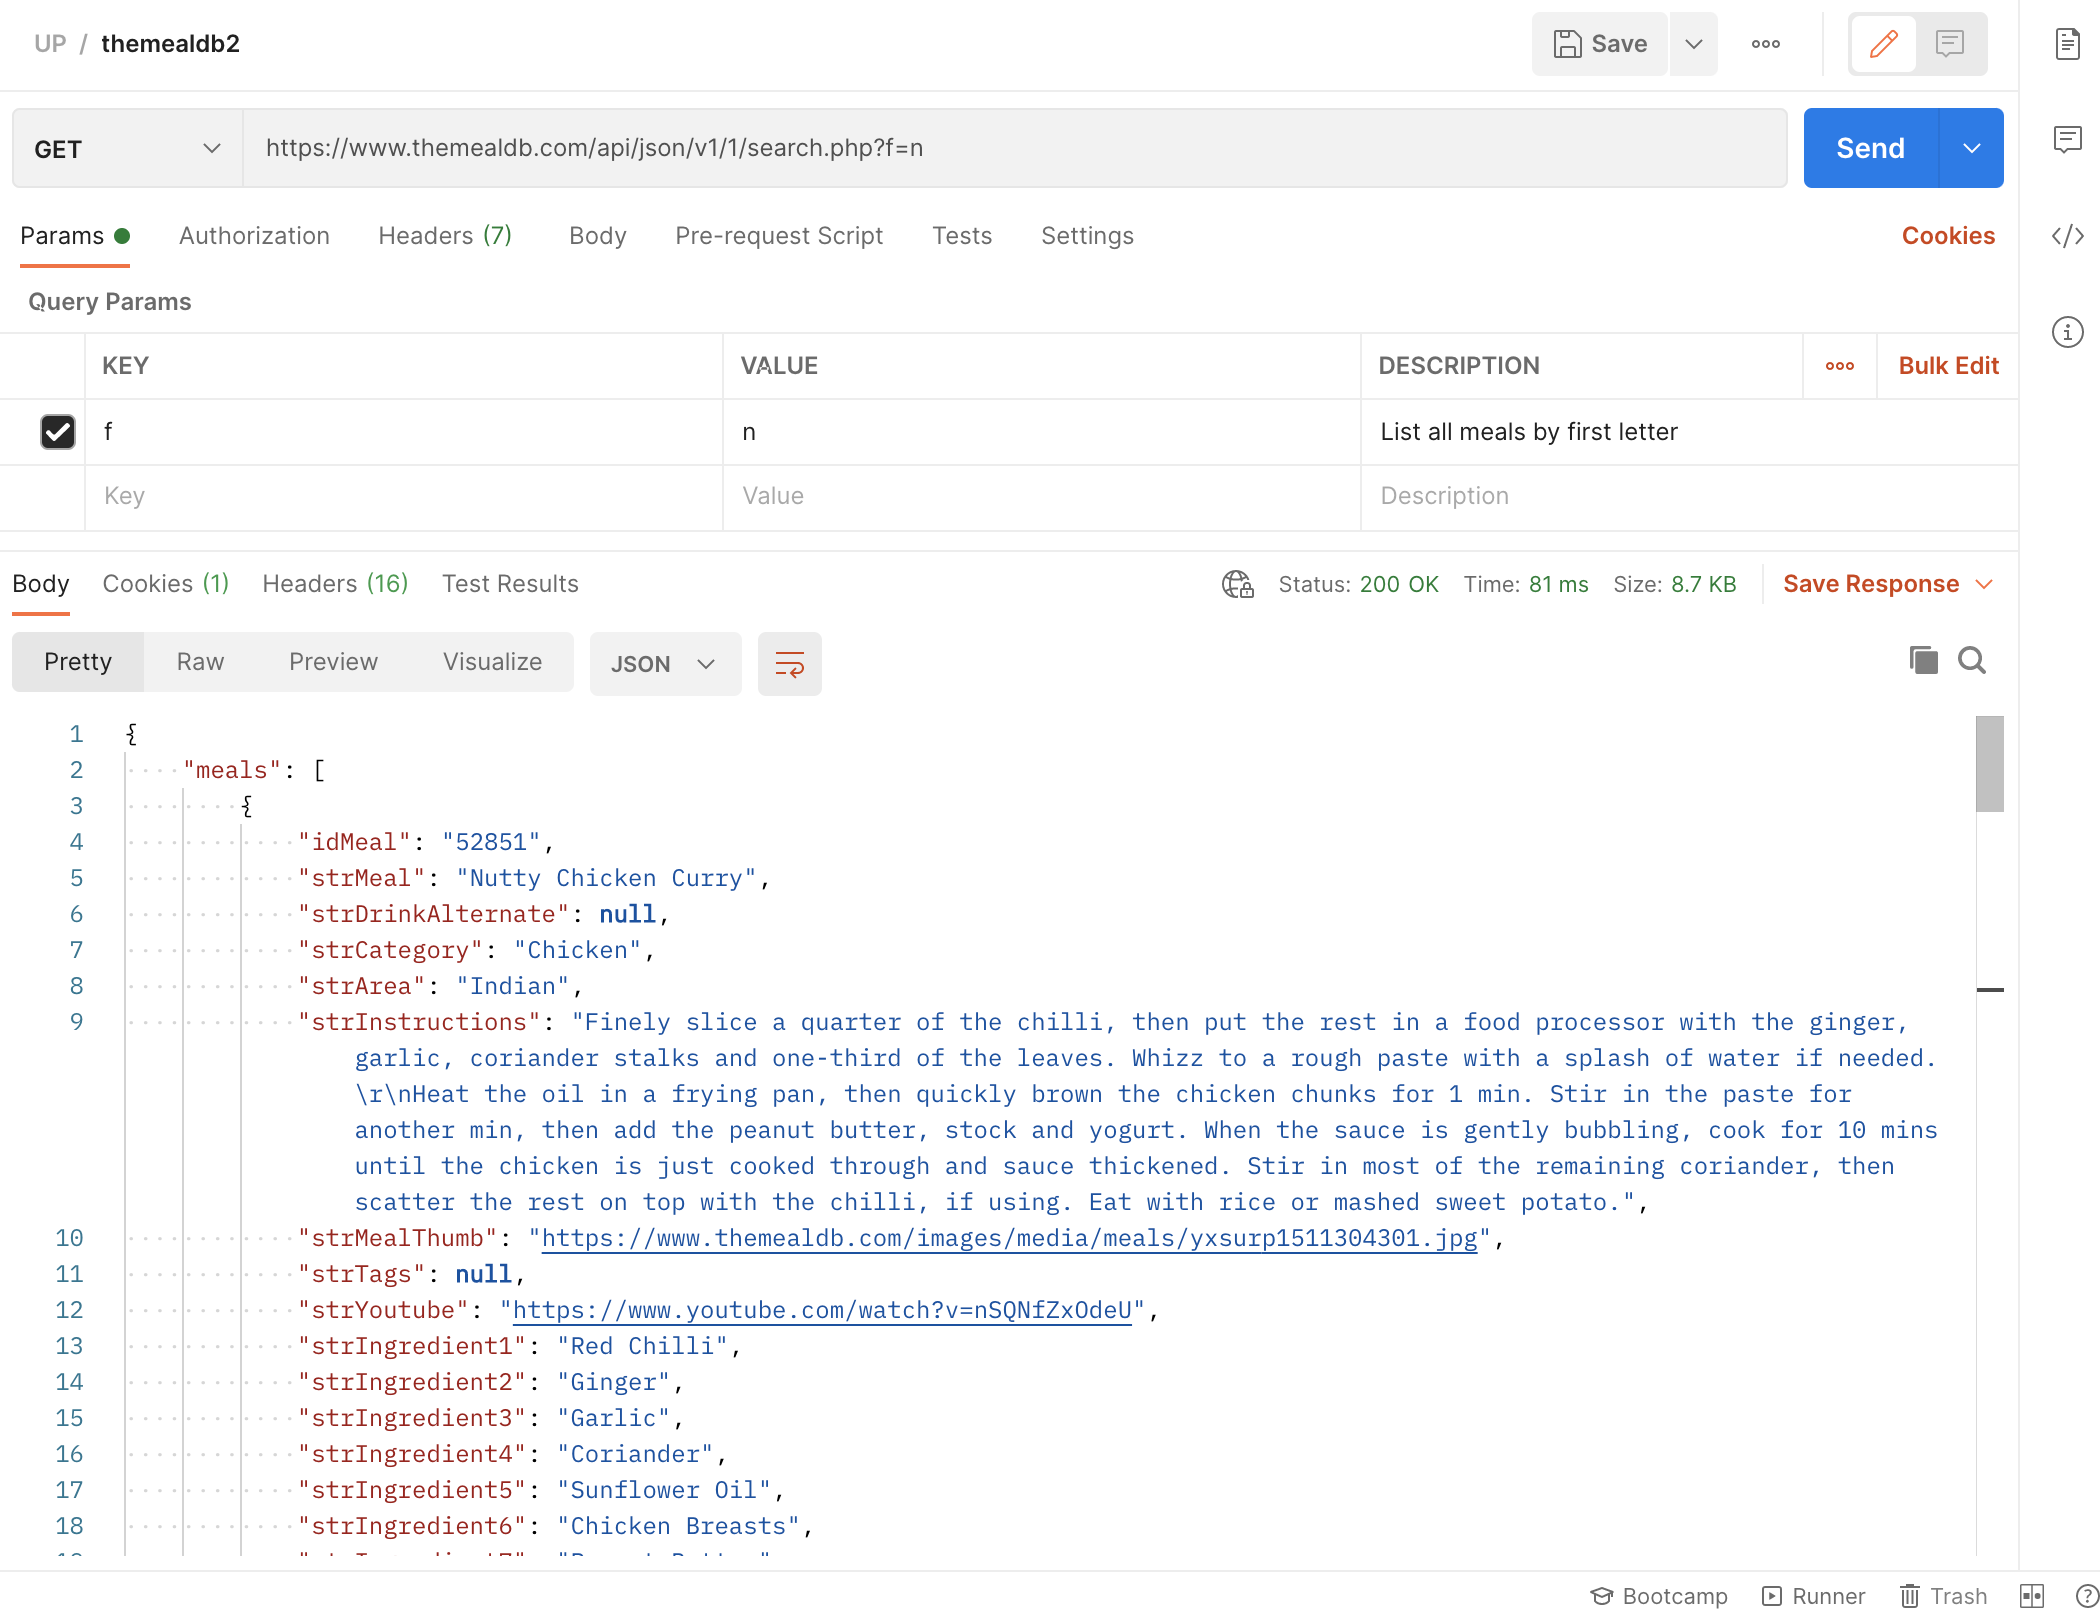 UP / themealdb2
Save
GET
https://www.themealdb.com/api/json/v1/1/search.php?f=n
Send
Params Authorization Headers (7) Body Pre-request Script Tests Settings Cookies
Query Params
KEY VALUE DESCRIPTION Bulk Edit
f n List all meals by first letter
Key Value Description
Body Cookies (1) Headers (16) Test Results Status: 200 OK Time: 81 ms Size: 8.7 KB Save Response
Pretty Raw Preview Visualize JSON
1 {
2 "meals": [
3 {
4 "idMeal": "52851",
5 "strMeal": "Nutty Chicken Curry",
6 "strDrinkAlternate": null,
7 "strCategory": "Chicken",
8 "strArea": "Indian",
9 "strInstructions": "Finely slice a quarter of the chilli, then put the rest in a food processor with the ginger,
garlic, coriander stalks and one-third of the leaves. Whizz to a rough paste with a splash of water if needed.
\r\nHeat the oil in a frying pan, then quickly brown the chicken chunks for 1 min. Stir in the paste for
another min, then add the peanut butter, stock and yogurt. When the sauce is gently bubbling, cook for 10 mins
until the chicken is just cooked through and sauce thickened. Stir in most of the remaining coriander, then
scatter the rest on top with the chilli, if using. Eat with rice or mashed sweet potato.",
10 "strMealThumb": "https://www.themealdb.com/images/media/meals/yxsurp1511304301.jpg",
11 "strTags": null,
12 "strYoutube": "https://www.youtube.com/watch?v=nSQNfZxOdeU",
13 "strIngredient1": "Red Chilli",
14 "strIngredient2": "Ginger",
15 "strIngredient3": "Garlic",
16 "strIngredient4": "Coriander",
17 "strIngredient5": "Sunflower Oil",
18 "strIngredient6": "Chicken Breasts",
Bootcamp Runner Trash